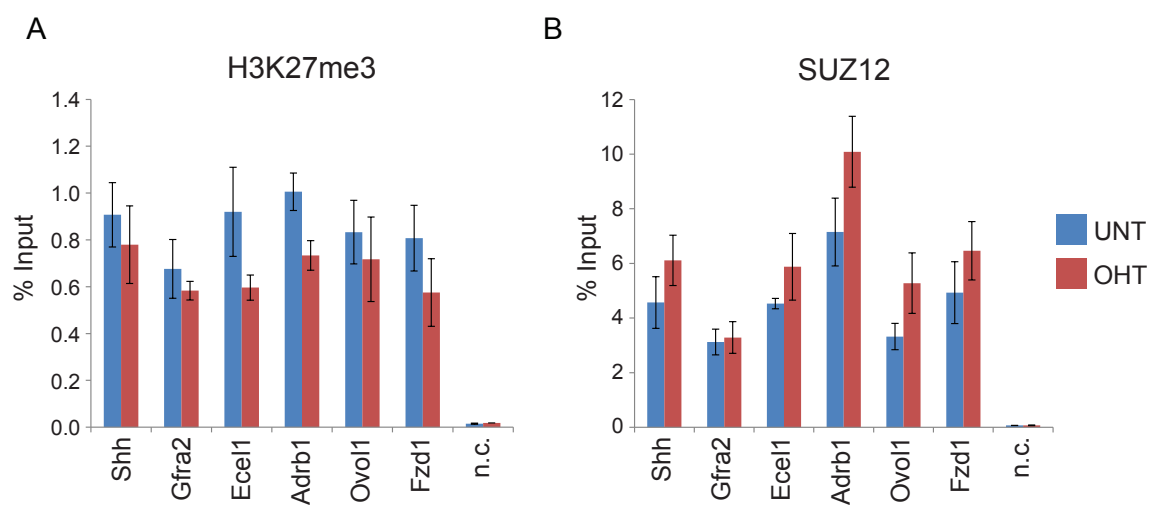 A
H3K27me3
% Input
1.4
1.2
1.0
0.8
0.6
0.4
0.2
0.0
Shh
Gfra2
Ecel1
Adrb1
Ovol1
Fzd1
n.c.
B
SUZ12
% Input
12
10
8
6
4
2
0
Shh
Gfra2
Ecel1
Adrb1
Ovol1
Fzd1
n.c.
UNT
OHT